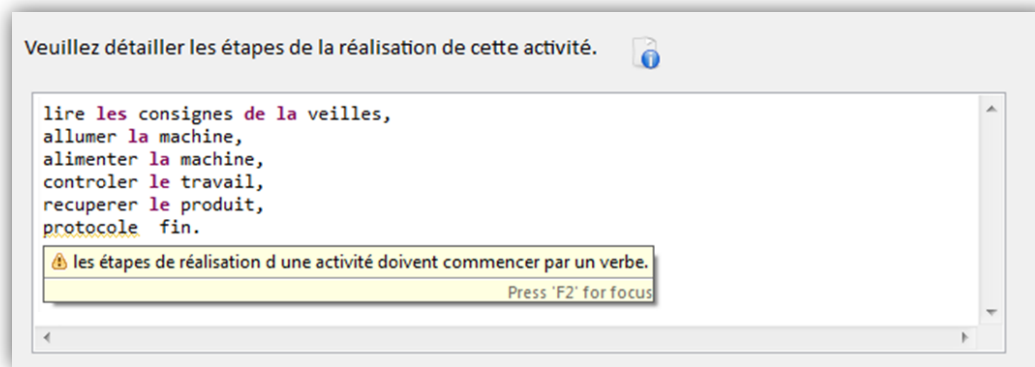 Veuillez détailler les étapes de la réalisation de cette activité.
lire les consignes de la veilles,
allumer la machine,
alimenter la machine,
controler le travail,
recuperer le produit,
protocole  fin.
les étapes de réalisation d une activité doivent commencer par un verbe.
Press 'F2' for focus